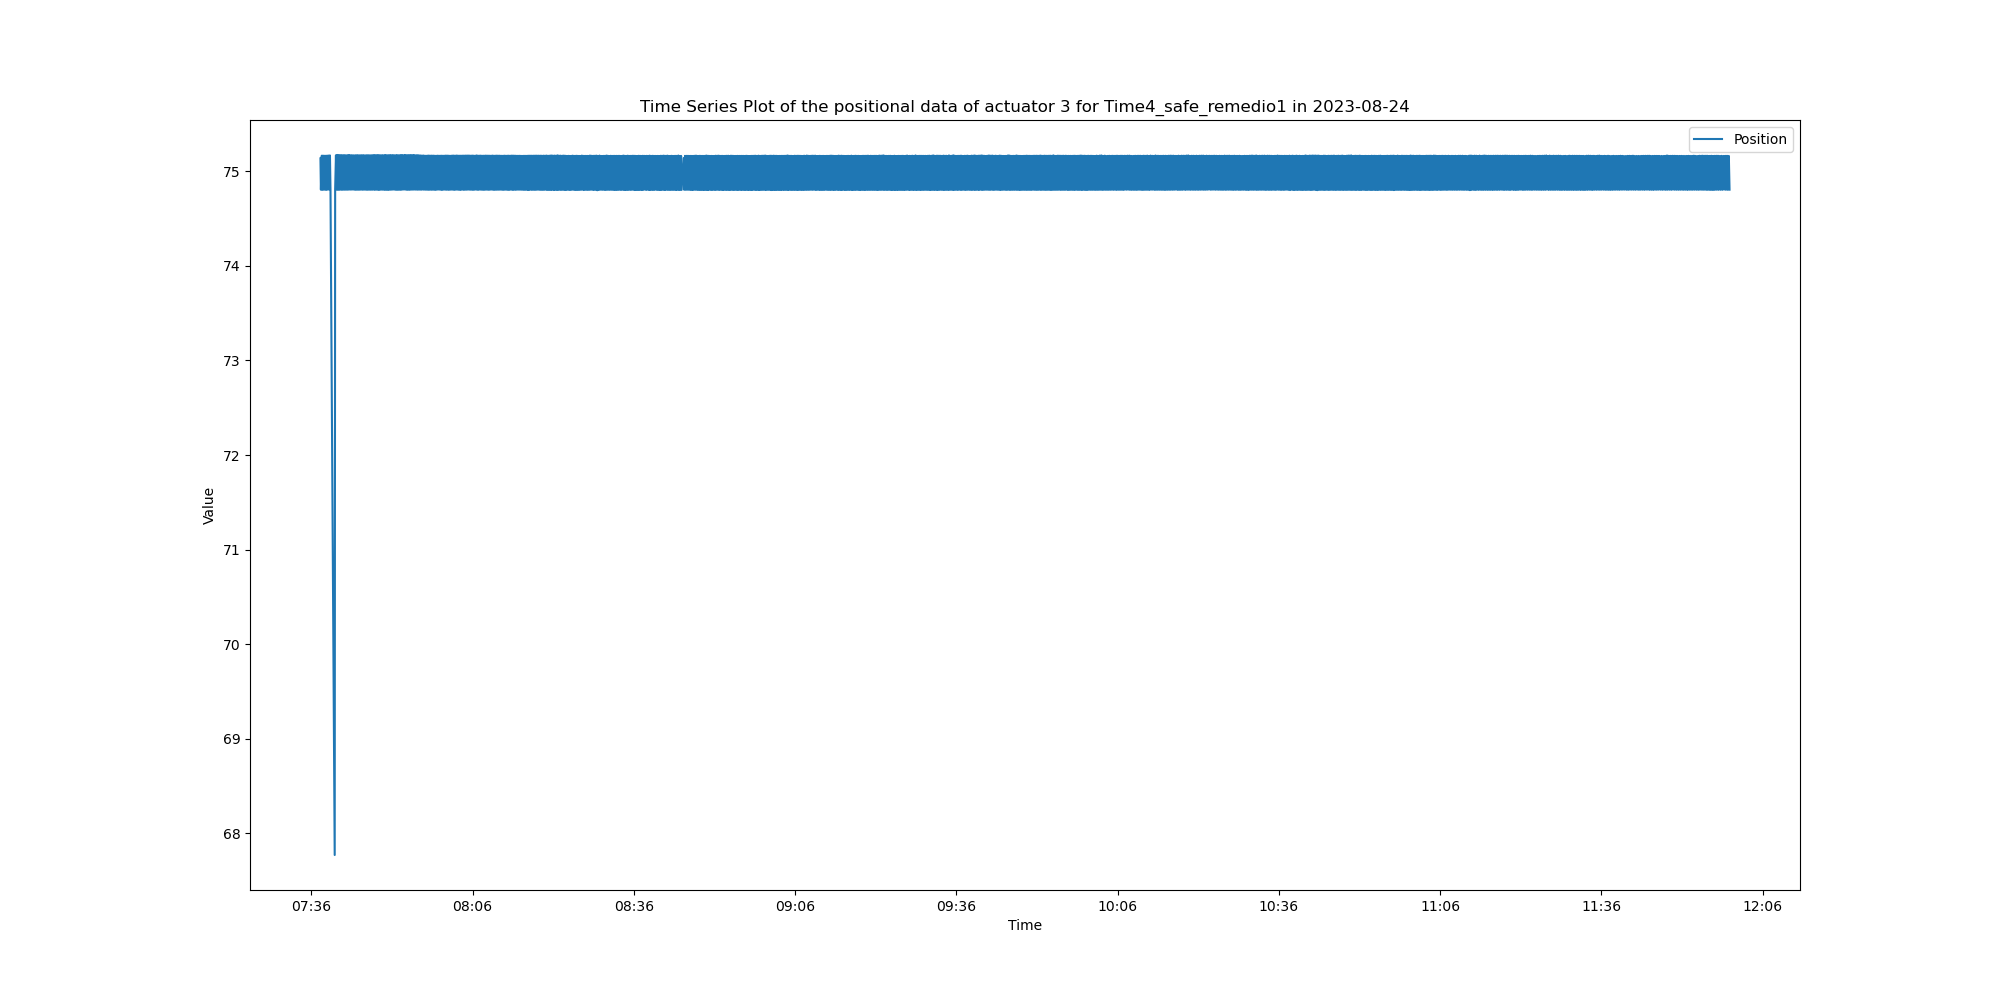 Time Series Plot of the positional data of actuator 3 for Time4_safe_remedio1 in 2023-08-24
Position
75
74
73
72
71
70
69
68
Value
07:36 08:06 08:36 09:06 09:36 10:06 10:36 11:06 11:36 12:06
Time